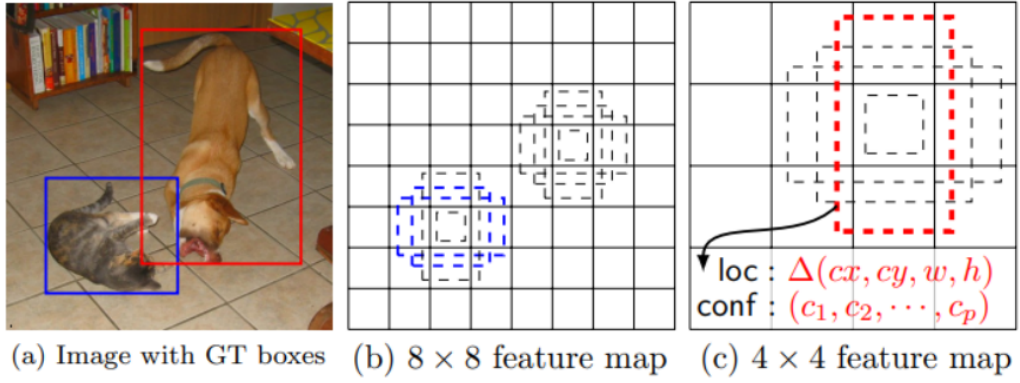 loc : Δ(cx, cy, w, h)
conf : (c₁, c₂, ⋯, cₚ)
(a) Image with GT boxes
(b) 8 × 8 feature map
(c) 4 × 4 feature map